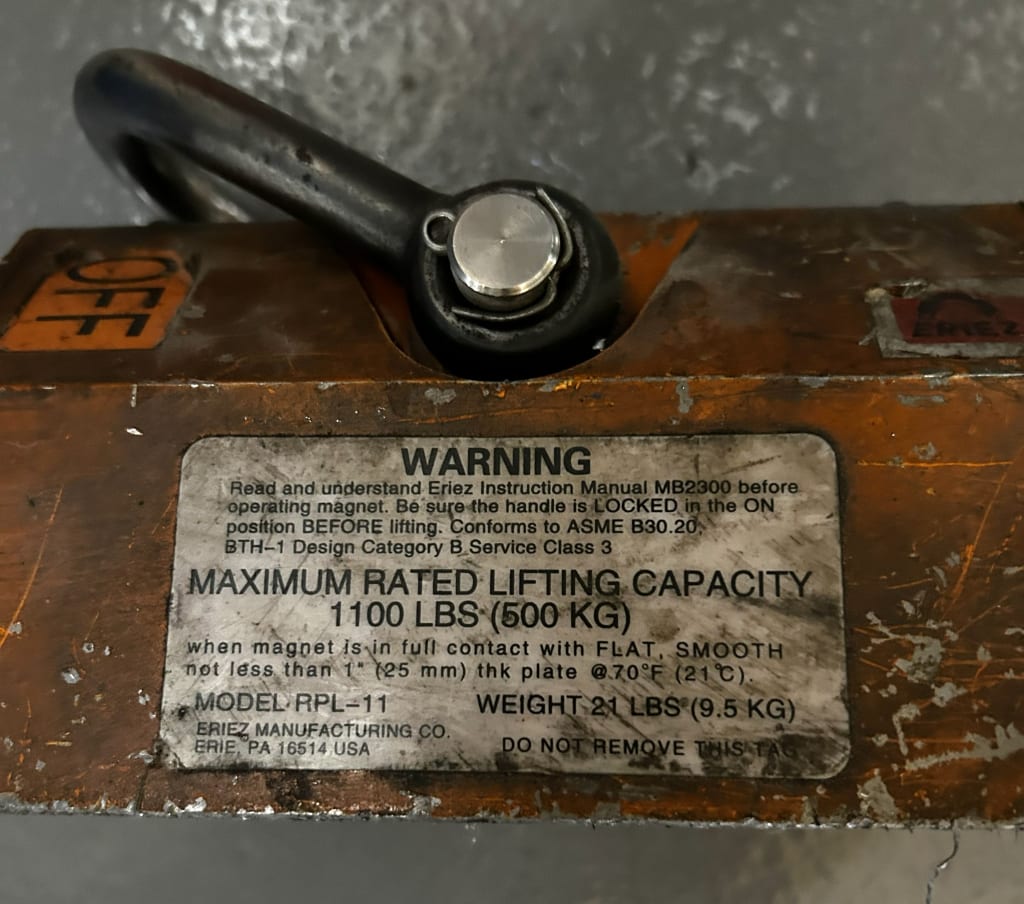 OFF
ERIEZ
WARNING
Read and understand Eriez Instruction Manual MB2300 before
operating magnet. Be sure the handle is LOCKED in the ON
position BEFORE lifting. Conforms to ASME B30.20,
BTH-1 Design Category B Service Class 3
MAXIMUM RATED LIFTING CAPACITY
1100 LBS (500 KG)
when magnet is in full contact with FLAT, SMOOTH
not less than 1" (25 mm) thk plate @70°F (21°C).
MODEL RPL-11 WEIGHT 21 LBS (9.5 KG)
ERIEZ MANUFACTURING CO.
ERIE, PA 16514 USA DO NOT REMOVE THIS TAG